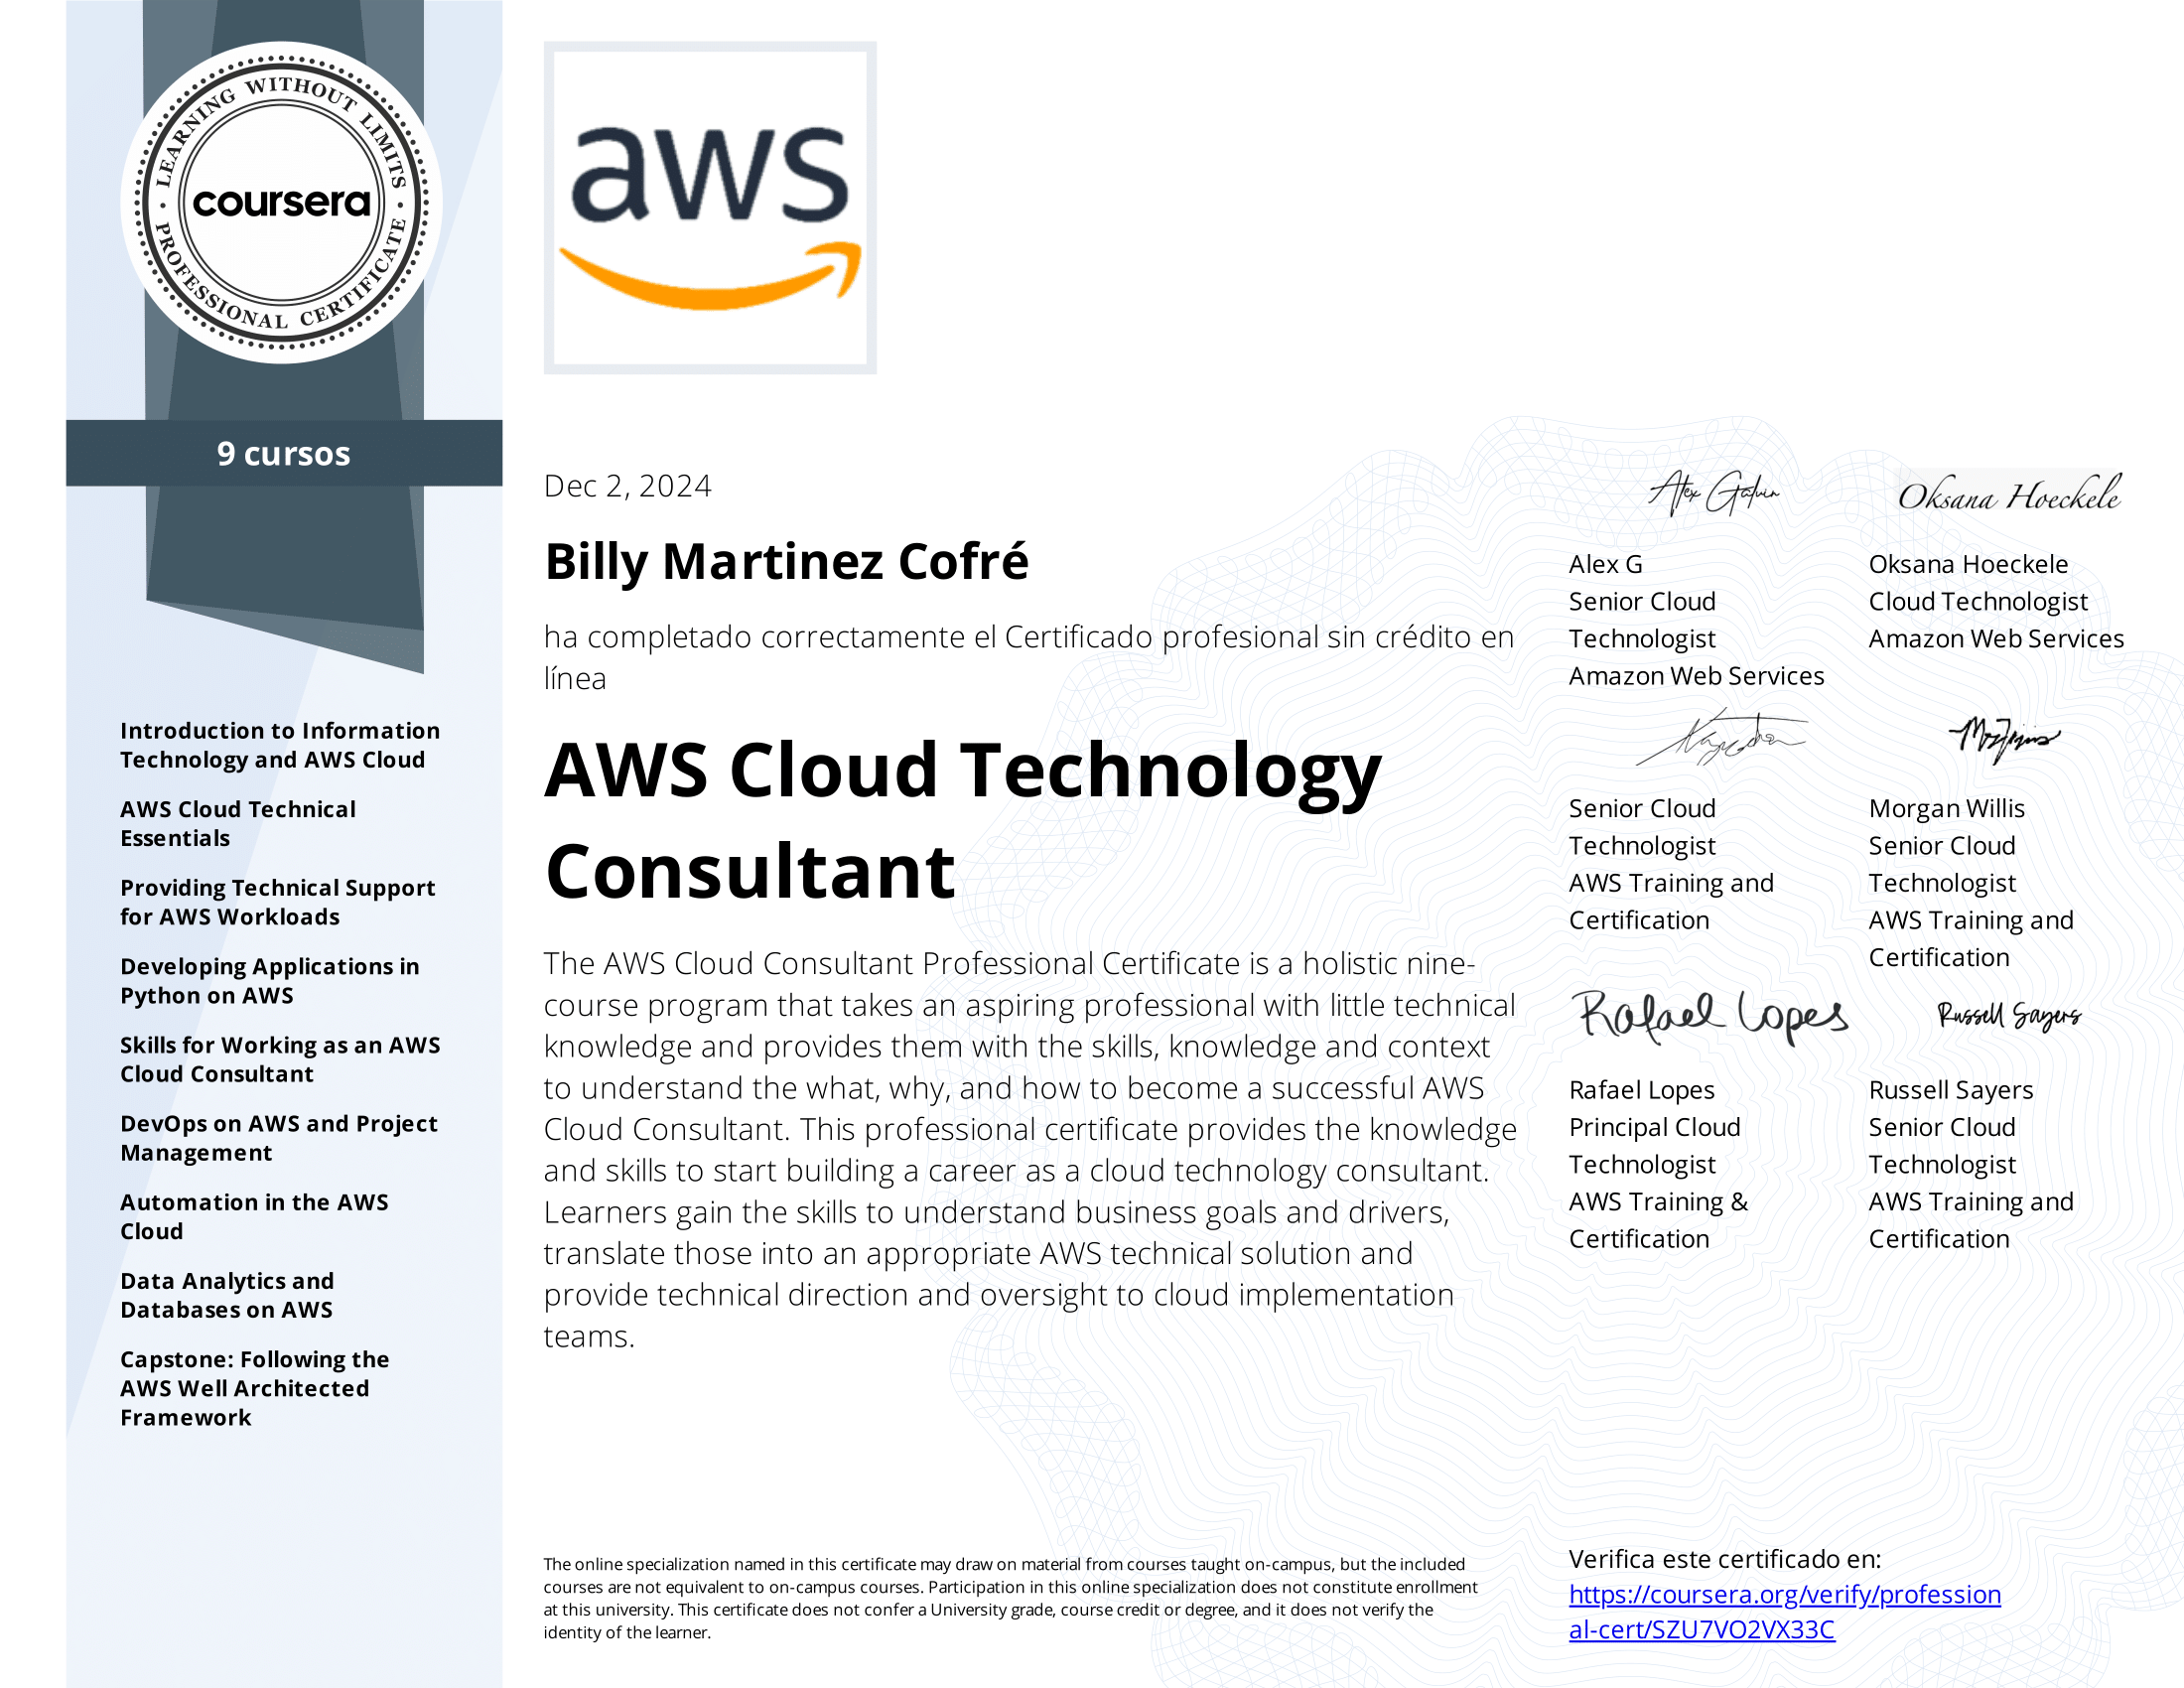 LEARNING WITHOUT LIMITS
coursera
PROFESSIONAL CERTIFICATE
9 cursos
Introduction to Information
Technology and AWS Cloud
AWS Cloud Technical
Essentials
Providing Technical Support
for AWS Workloads
Developing Applications in
Python on AWS
Skills for Working as an AWS
Cloud Consultant
DevOps on AWS and Project
Management
Automation in the AWS
Cloud
Data Analytics and
Databases on AWS
Capstone: Following the
AWS Well Architected
Framework
aws
Dec 2, 2024
Billy Martinez Cofré
ha completado correctamente el Certificado profesional sin crédito en
línea
AWS Cloud Technology
Consultant
The AWS Cloud Consultant Professional Certificate is a holistic nine-
course program that takes an aspiring professional with little technical
knowledge and provides them with the skills, knowledge and context
to understand the what, why, and how to become a successful AWS
Cloud Consultant. This professional certificate provides the knowledge
and skills to start building a career as a cloud technology consultant.
Learners gain the skills to understand business goals and drivers,
translate those into an appropriate AWS technical solution and
provide technical direction and oversight to cloud implementation
teams.
Alex Galvin
Alex G
Senior Cloud
Technologist
Amazon Web Services
Oksana Hoeckele
Oksana Hoeckele
Cloud Technologist
Amazon Web Services
Senior Cloud
Technologist
AWS Training and
Certification
Morgan Willis
Senior Cloud
Technologist
AWS Training and
Certification
Rafael Lopes
Rafael Lopes
Principal Cloud
Technologist
AWS Training &
Certification
Russell Sayers
Russell Sayers
Senior Cloud
Technologist
AWS Training and
Certification
The online specialization named in this certificate may draw on material from courses taught on-campus, but the included
courses are not equivalent to on-campus courses. Participation in this online specialization does not constitute enrollment
at this university. This certificate does not confer a University grade, course credit or degree, and it does not verify the
identity of the learner.
Verifica este certificado en:
https://coursera.org/verify/profession
al-cert/SZU7VO2VX33C